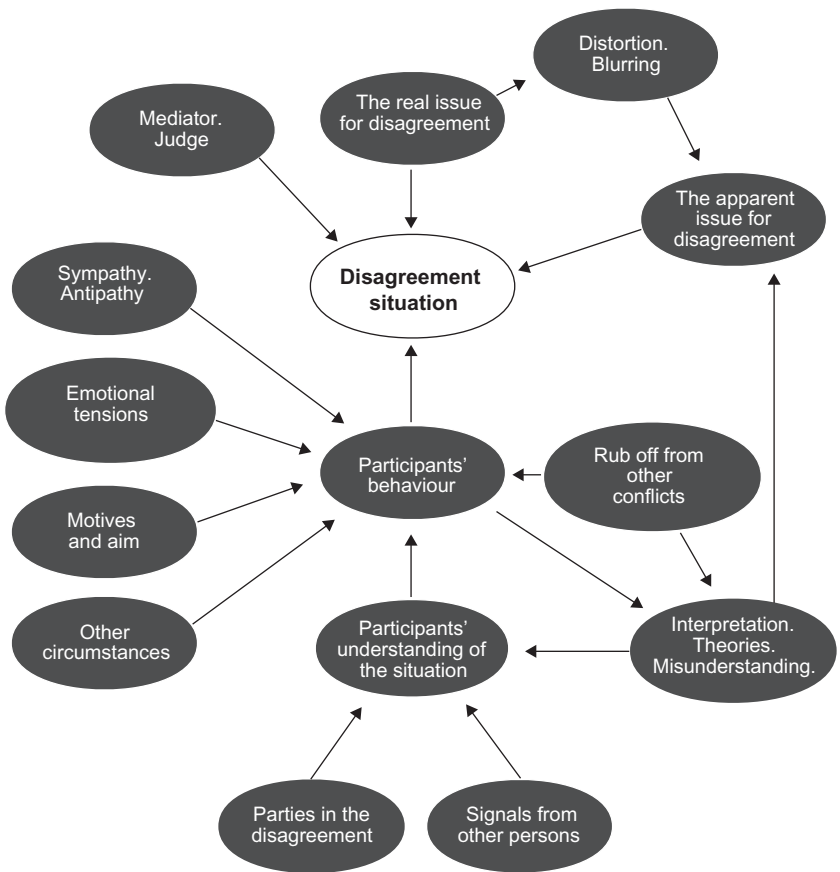 Distortion.
Blurring
The real issue
for disagreement
Mediator.
Judge
The apparent
issue for
disagreement
Disagreement
situation
Sympathy.
Antipathy
Emotional
tensions
Participants’
behaviour
Rub off from
other
conflicts
Motives
and aim
Other
circumstances
Participants’
understanding of
the situation
Interpretation.
Theories.
Misunderstanding.
Parties in the
disagreement
Signals from
other persons